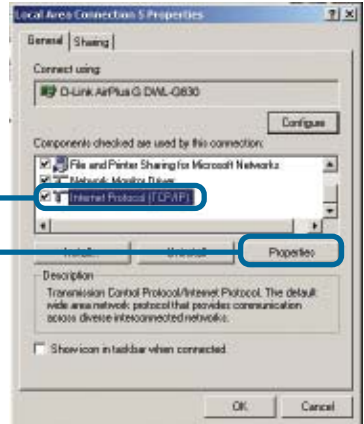 Local Area Connection 5 Properties
General Sharing
Connect using:
D-Link AirPlus G DWL-G630
Configure
Components checked are used by this connection:
File and Printer Sharing for Microsoft Networks
Network Monitor Driver
Internet Protocol (TCP/IP)
Install... Uninstall Properties
Description
Transmission Control Protocol/Internet Protocol. The default
wide area network protocol that provides communication
across diverse interconnected networks.
Show icon in taskbar when connected
OK Cancel